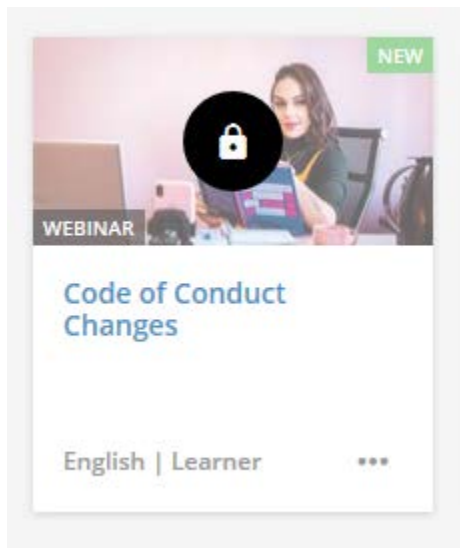 NEW
WEBINAR
Code of Conduct
Changes
English | Learner